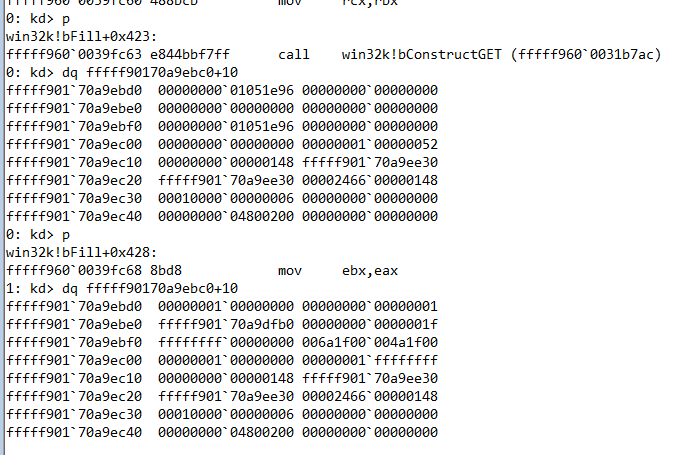 fffff960`0039fc60 488bcb          mov     rcx,rbx
0: kd> p
win32k!bFill+0x423:
fffff960`0039fc63 e844bbf7ff      call    win32k!bConstructGET (fffff960`0031b7ac)
0: kd> dq fffff90170a9ebc0+10
fffff901`70a9ebd0  00000000`01051e96 00000000`00000000
fffff901`70a9ebe0  00000000`00000000 00000000`00000000
fffff901`70a9ebf0  00000000`01051e96 00000000`00000000
fffff901`70a9ec00  00000000`00000000 00000001`00000052
fffff901`70a9ec10  00000000`00000148 fffff901`70a9ee30
fffff901`70a9ec20  fffff901`70a9ee30 00002466`00000148
fffff901`70a9ec30  00010000`00000006 00000000`00000000
fffff901`70a9ec40  00000000`04800200 00000000`00000000
0: kd> p
win32k!bFill+0x428:
fffff960`0039fc68 8bd8            mov     ebx,eax
1: kd> dq fffff90170a9ebc0+10
fffff901`70a9ebd0  00000001`00000000 00000000`00000001
fffff901`70a9ebe0  fffff901`70a9dfb0 00000000`0000001f
fffff901`70a9ebf0  ffffffff`00000000 006a1f00`004a1f00
fffff901`70a9ec00  00000001`00000000 00000001`ffffffff
fffff901`70a9ec10  00000000`00000148 fffff901`70a9ee30
fffff901`70a9ec20  fffff901`70a9ee30 00002466`00000148
fffff901`70a9ec30  00010000`00000006 00000000`00000000
fffff901`70a9ec40  00000000`04800200 00000000`00000000